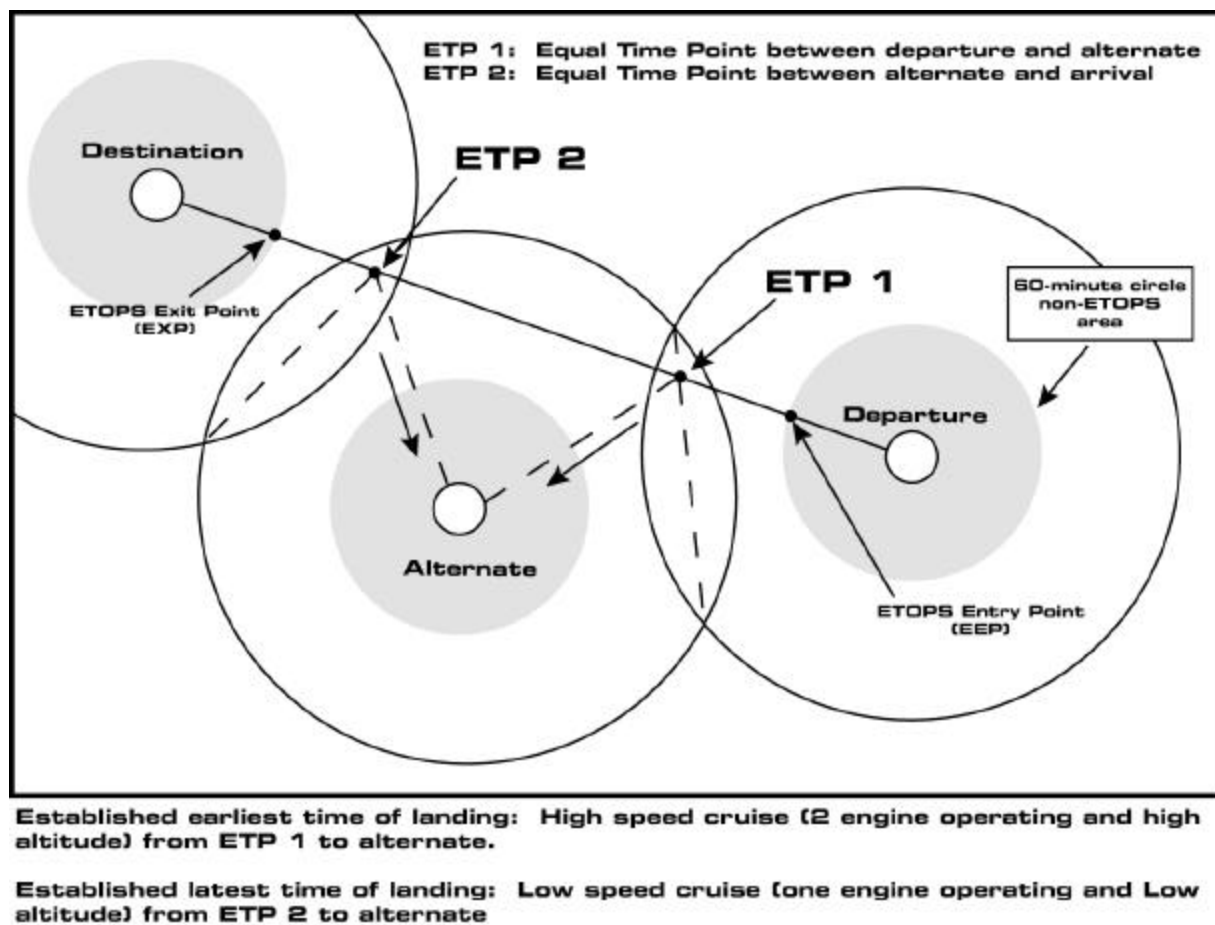 ETP 1: Equal Time Point between departure and alternate
ETP 2: Equal Time Point between alternate and arrival
Destination
ETP 2
ETP 1
60-minute circle
non-ETOPS
area
ETOPS Exit Point
(EXP)
Departure
Alternate
ETOPS Entry Point
(EEP)
Established earliest time of landing: High speed cruise (2 engine operating and high
altitude) from ETP 1 to alternate.
Established latest time of landing: Low speed cruise (one engine operating and Low
altitude) from ETP 2 to alternate